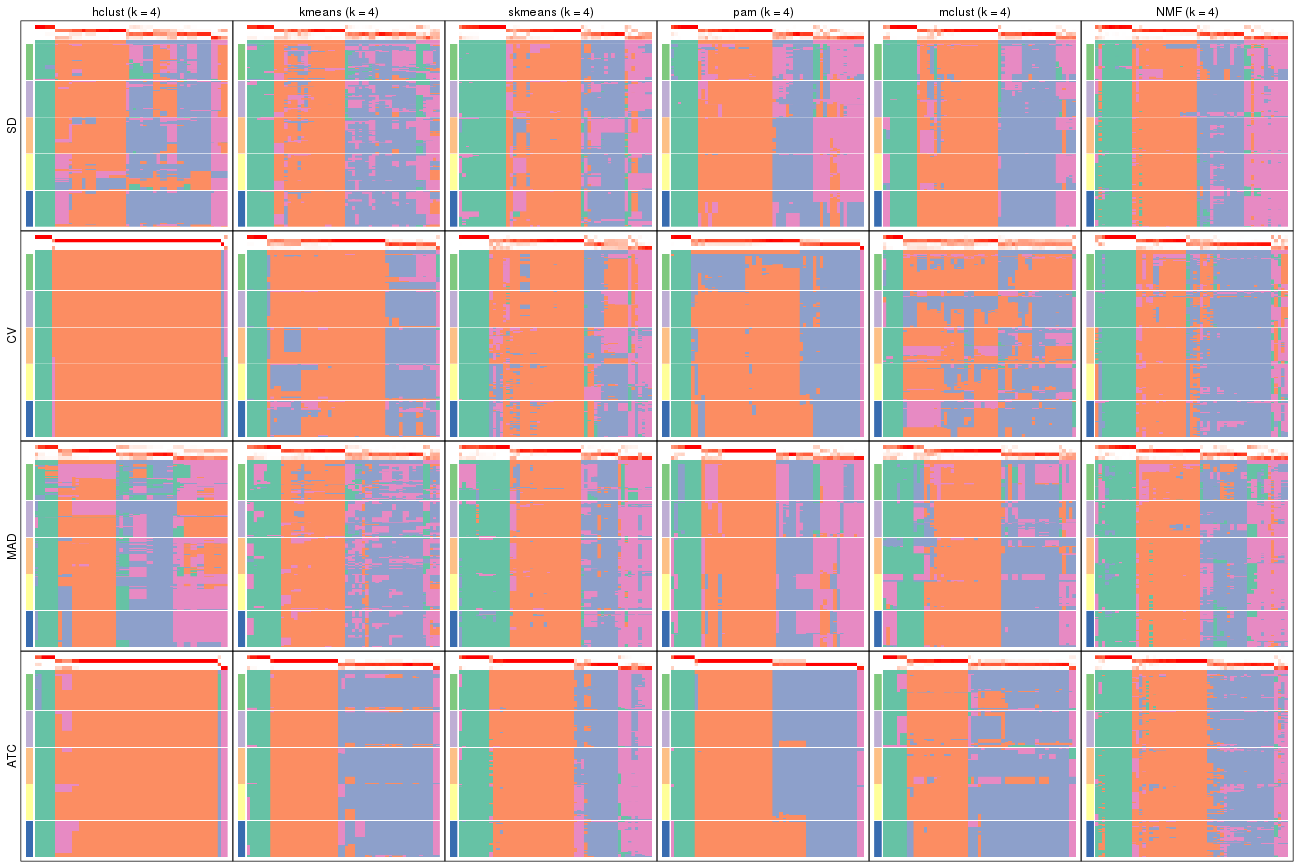 hclust (k = 4)
kmeans (k = 4)
skmeans (k = 4)
pam (k = 4)
mclust (k = 4)
NMF (k = 4)
SD
CV
MAD
ATC